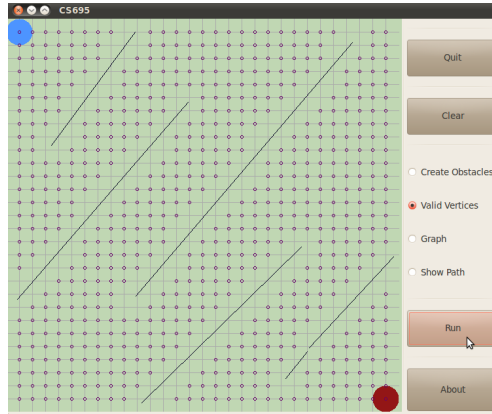 CS695
Quit
Clear
Create Obstacles
Valid Vertices
Graph
Show Path
Run
About